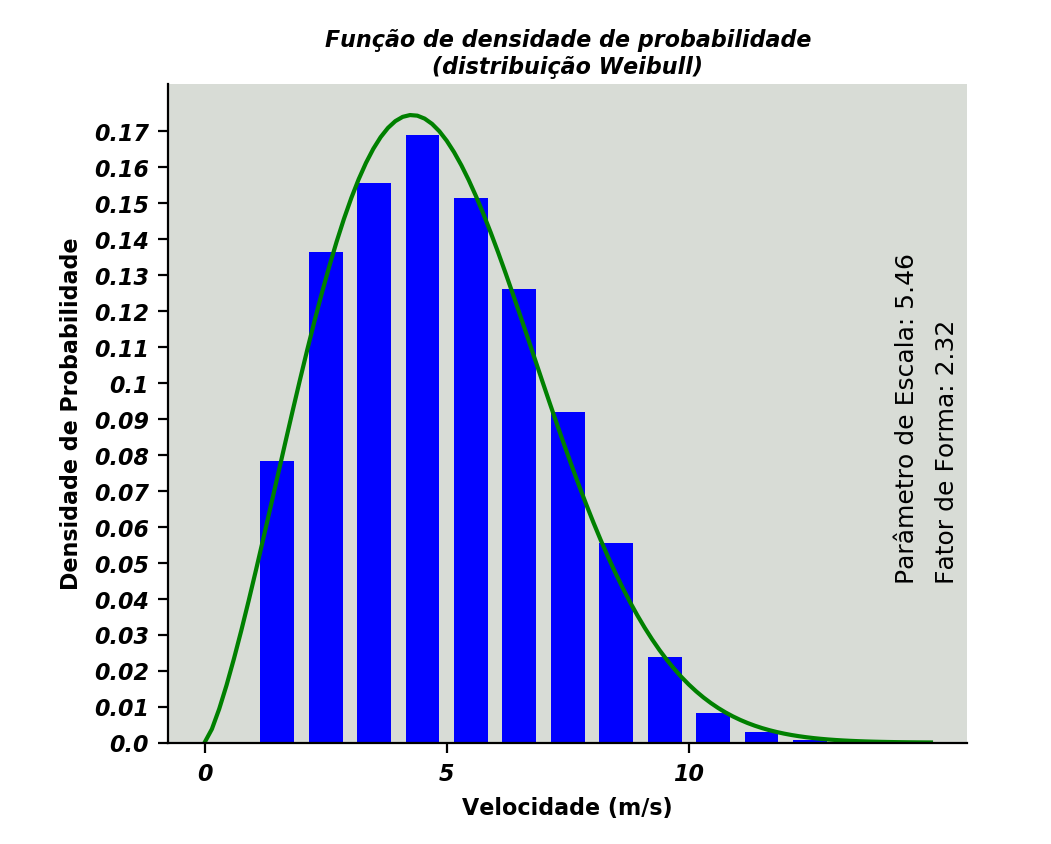 Função de densidade de probabilidade
(distribuição Weibull)
Densidade de Probabilidade
0.17
0.16
0.15
0.14
0.13
0.12
0.11
0.1
0.09
0.08
0.07
0.06
0.05
0.04
0.03
0.02
0.01
0.0
0 5 10
Velocidade (m/s)
Parâmetro de Escala: 5.46
Fator de Forma: 2.32